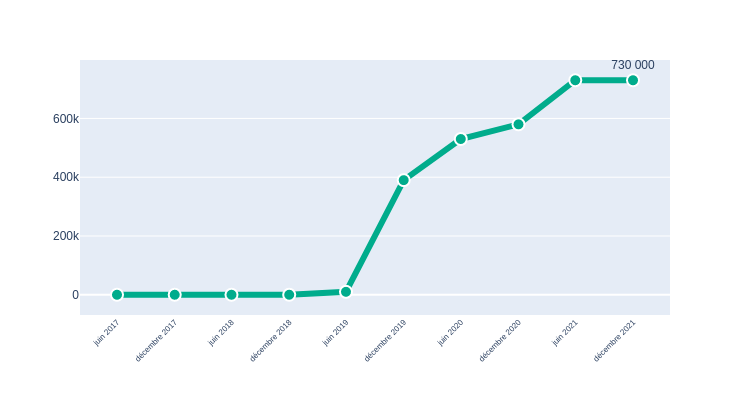 730 000
600k
400k
200k
0
juin 2017
décembre 2017
juin 2018
décembre 2018
juin 2019
décembre 2019
juin 2020
décembre 2020
juin 2021
décembre 2021